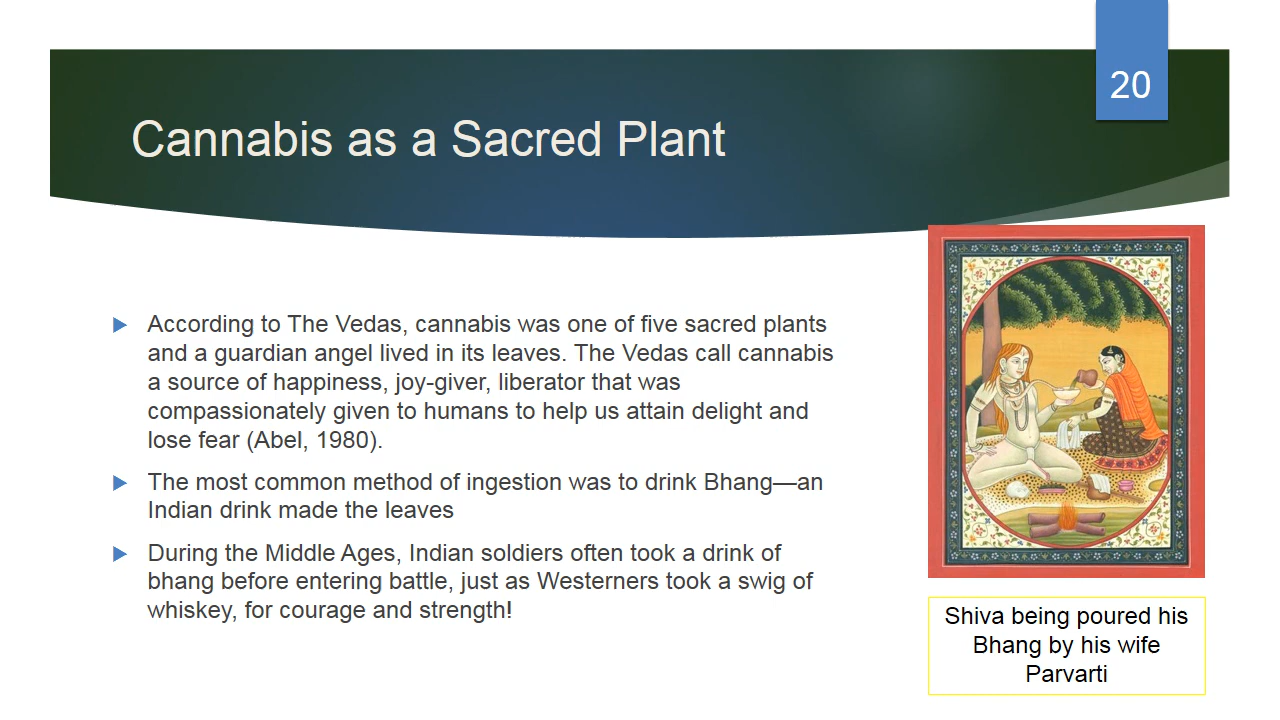 20
Cannabis as a Sacred Plant
According to The Vedas, cannabis was one of five sacred plants
and a guardian angel lived in its leaves. The Vedas call cannabis
a source of happiness, joy-giver, liberator that was
compassionately given to humans to help us attain delight and
lose fear (Abel, 1980).
The most common method of ingestion was to drink Bhang—an
Indian drink made the leaves
During the Middle Ages, Indian soldiers often took a drink of
bhang before entering battle, just as Westerners took a swig of
whiskey, for courage and strength!
Shiva being poured his
Bhang by his wife
Parvarti